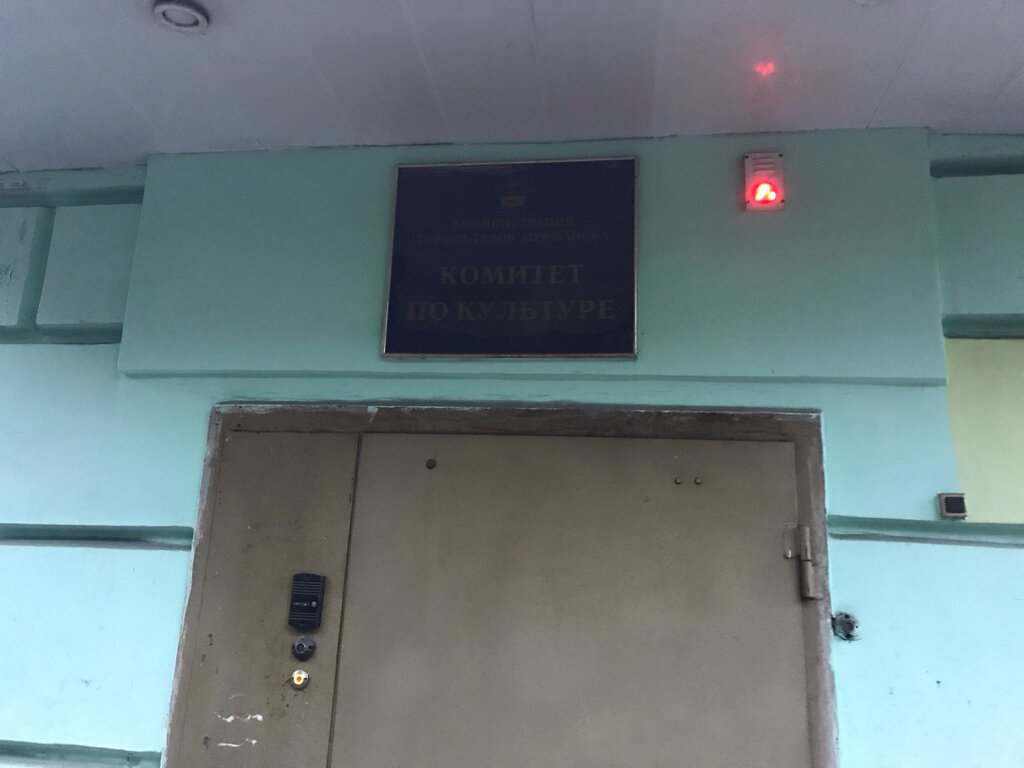 АДМИНИСТРАЦИЯ
ГОРОДА-ГЕРОЯ МУРМАНСКА
КОМИТЕТ
ПО КУЛЬТУРЕ